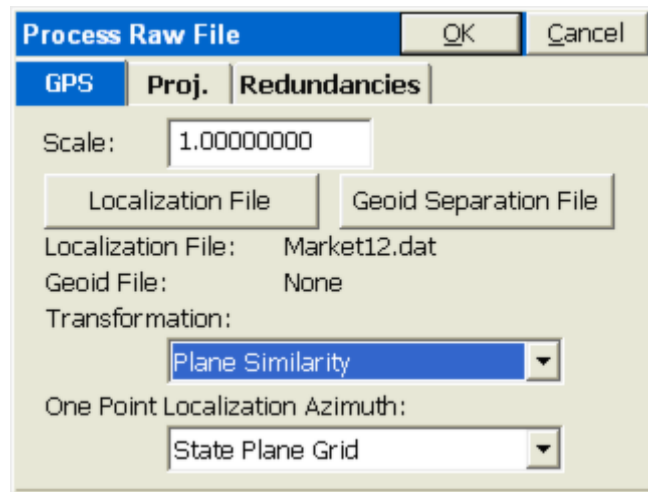 Process Raw File OK Cancel
GPS Proj. Redundancies
Scale: 1.00000000
Localization File Geoid Separation File
Localization File: Market12.dat
Geoid File: None
Transformation:
Plane Similarity
One Point Localization Azimuth:
State Plane Grid